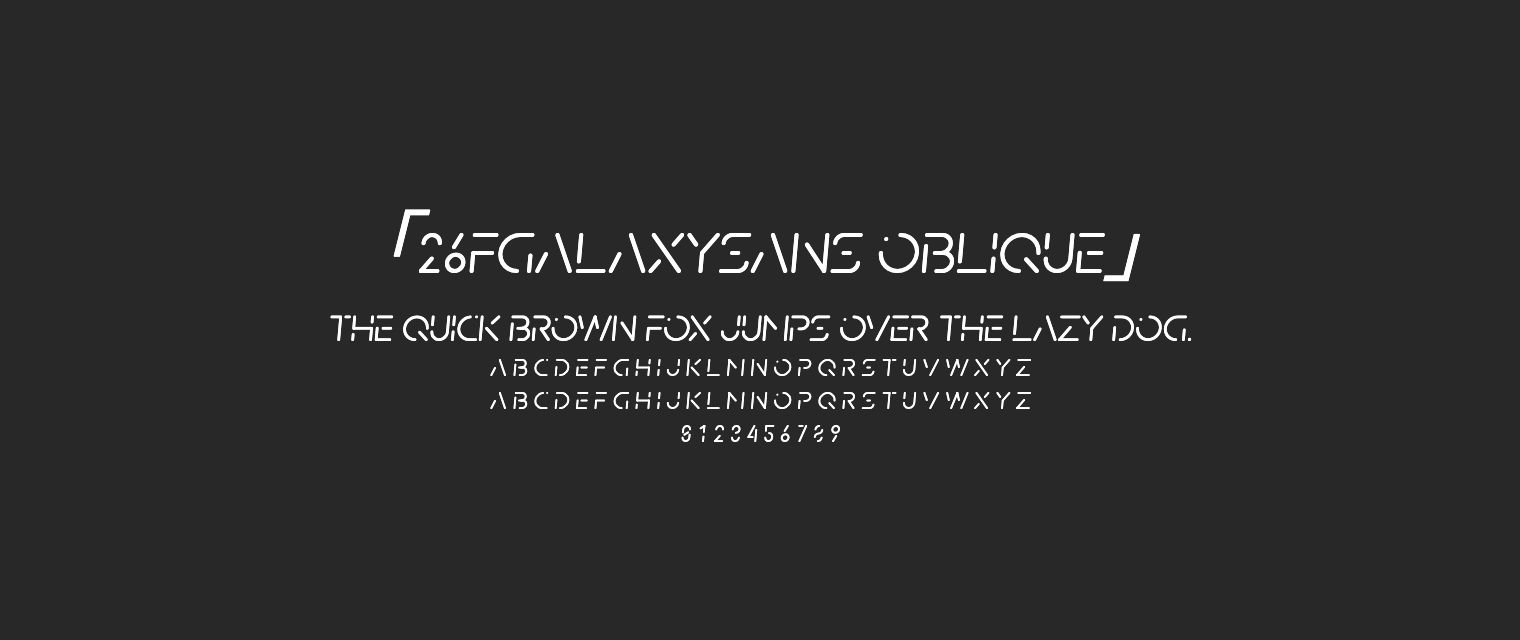 「26FGALAXYSANS OBLIQUE」
THE QUICK BROWN FOX JUMPS OVER THE LAZY DOG.
ABCDEFGHIJKLMNOPQRSTUVWXYZ
ABCDEFGHIJKLMNOPQRSTUVWXYZ
0123456789